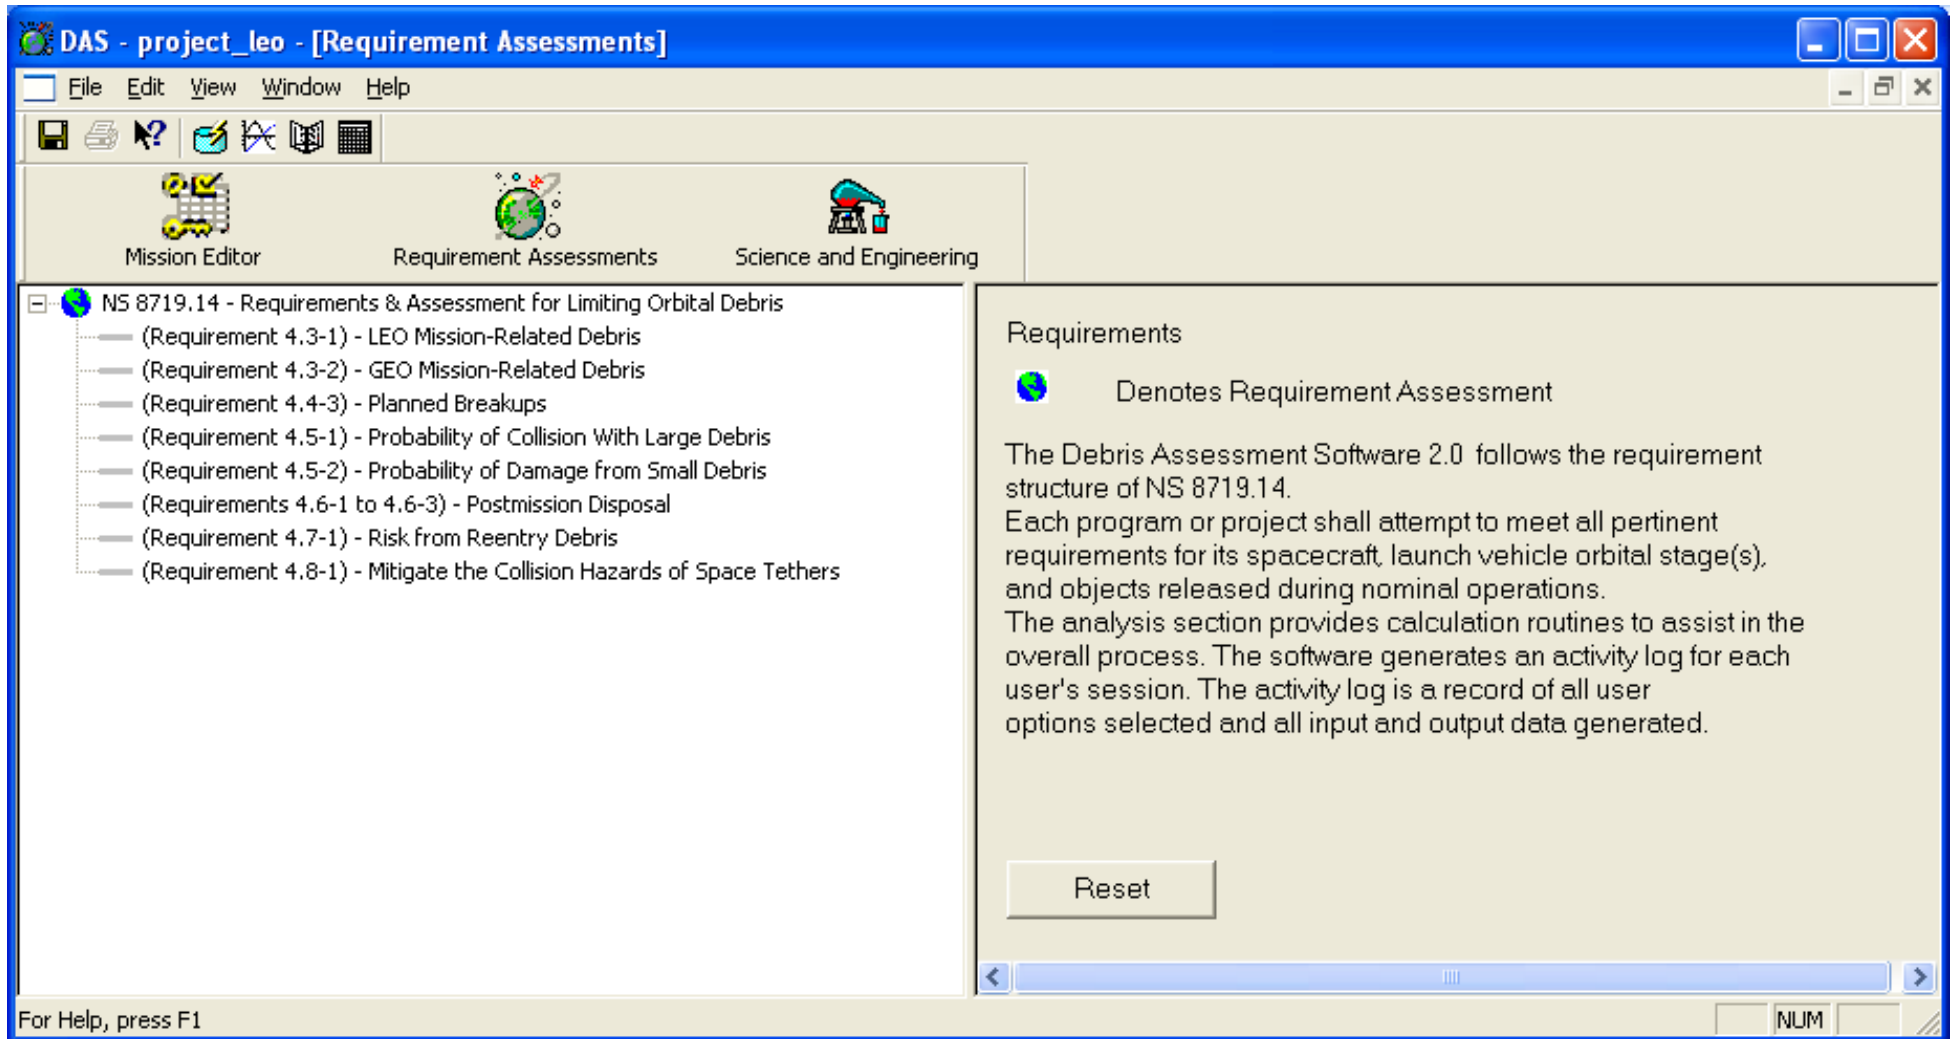 DAS - project_leo - [Requirement Assessments]
File Edit View Window Help
Mission Editor Requirement Assessments Science and Engineering
NS 8719.14 - Requirements & Assessment for Limiting Orbital Debris
(Requirement 4.3-1) - LEO Mission-Related Debris
(Requirement 4.3-2) - GEO Mission-Related Debris
(Requirement 4.4-3) - Planned Breakups
(Requirement 4.5-1) - Probability of Collision With Large Debris
(Requirement 4.5-2) - Probability of Damage from Small Debris
(Requirements 4.6-1 to 4.6-3) - Postmission Disposal
(Requirement 4.7-1) - Risk from Reentry Debris
(Requirement 4.8-1) - Mitigate the Collision Hazards of Space Tethers
Requirements
Denotes Requirement Assessment
The Debris Assessment Software 2.0 follows the requirement
structure of NS 8719.14.
Each program or project shall attempt to meet all pertinent
requirements for its spacecraft, launch vehicle orbital stage(s),
and objects released during nominal operations.
The analysis section provides calculation routines to assist in the
overall process. The software generates an activity log for each
user's session. The activity log is a record of all user
options selected and all input and output data generated.
Reset
For Help, press F1
NUM